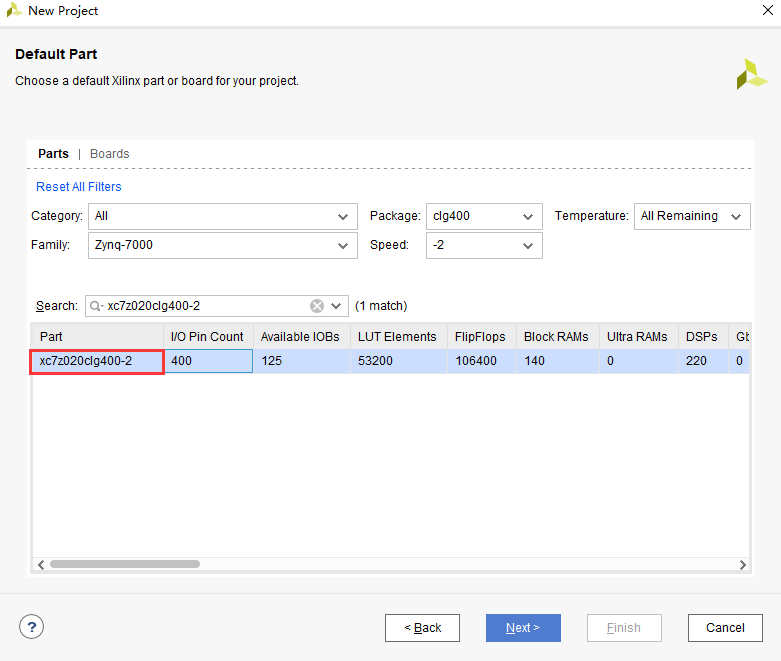 New Project
Default Part
Choose a default Xilinx part or board for your project.
Parts | Boards
Reset All Filters
Category: All Package: clg400 Temperature: All Remaining
Family: Zynq-7000 Speed: -2
Search: xc7z020clg400-2 (1 match)
Part I/O Pin Count Available IOBs LUT Elements FlipFlops Block RAMs Ultra RAMs DSPs Gb
xc7z020clg400-2 400 125 53200 106400 140 0 220 0
? < Back Next > Finish Cancel